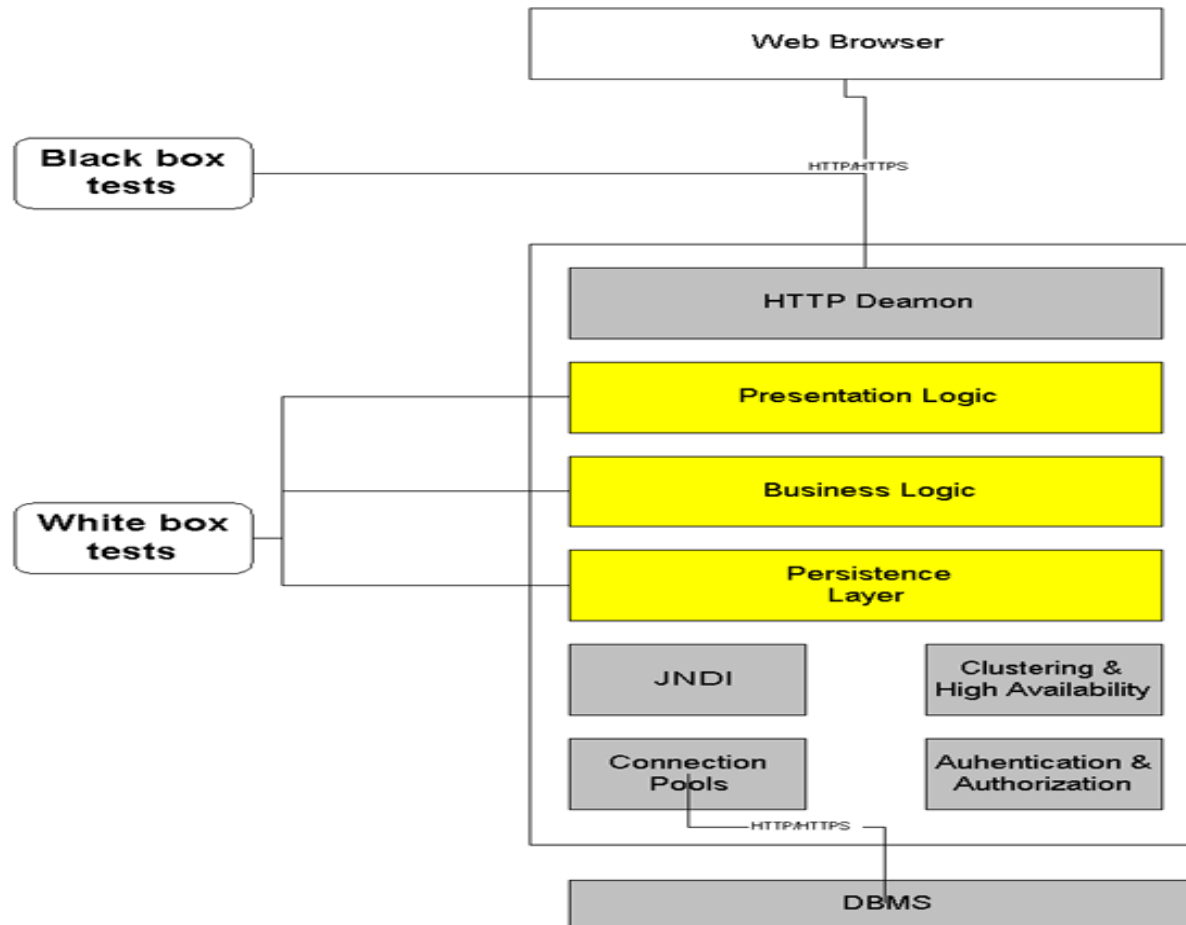 Web Browser
Black box
tests
HTTP/HTTPS
HTTP Deamon
Presentation Logic
Business Logic
White box
tests
Persistence
Layer
JNDI
Clustering &
High Availability
Connection
Pools
Auhentication &
Authorization
HTTP/HTTPS
DBMS